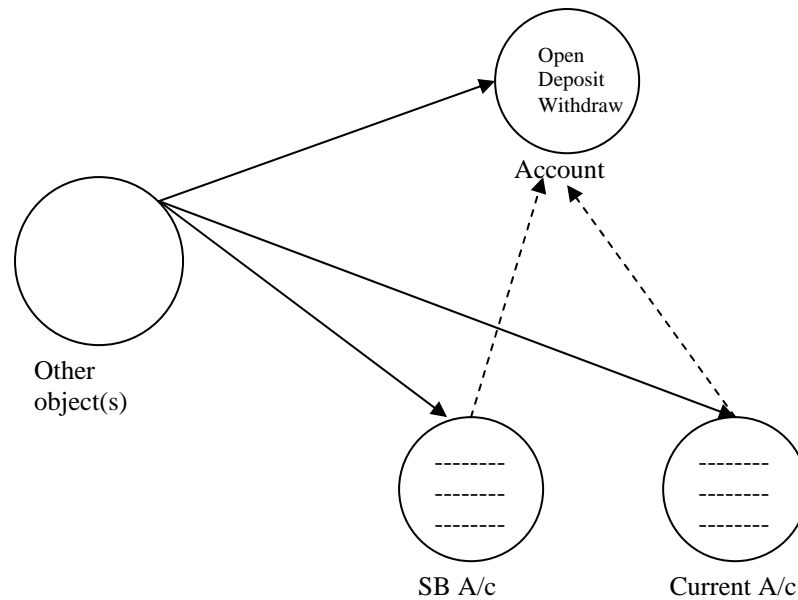 Open
Deposit
Withdraw
Account
Other
object(s)
SB A/c
Current A/c